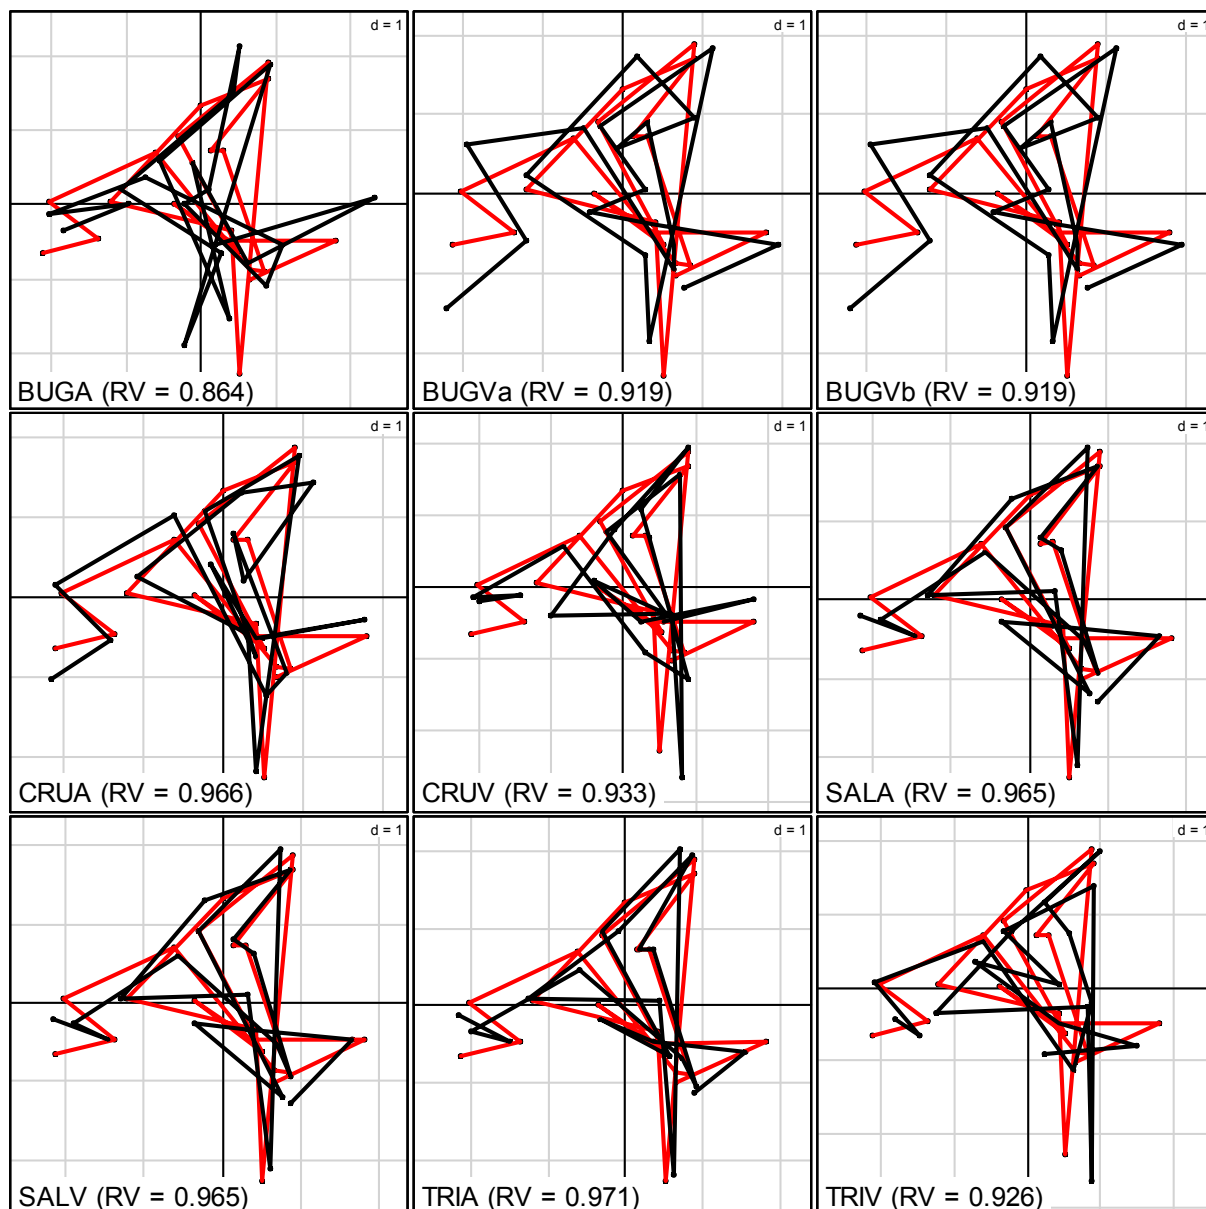 d = 1
BUGA (RV = 0.864)
d = 1
BUGVa (RV = 0.919)
d = 1
BUGVb (RV = 0.919)
d = 1
CRUA (RV = 0.966)
d = 1
CRUV (RV = 0.933)
d = 1
SALA (RV = 0.965)
d = 1
SALV (RV = 0.965)
d = 1
TRIA (RV = 0.971)
d = 1
TRIV (RV = 0.926)